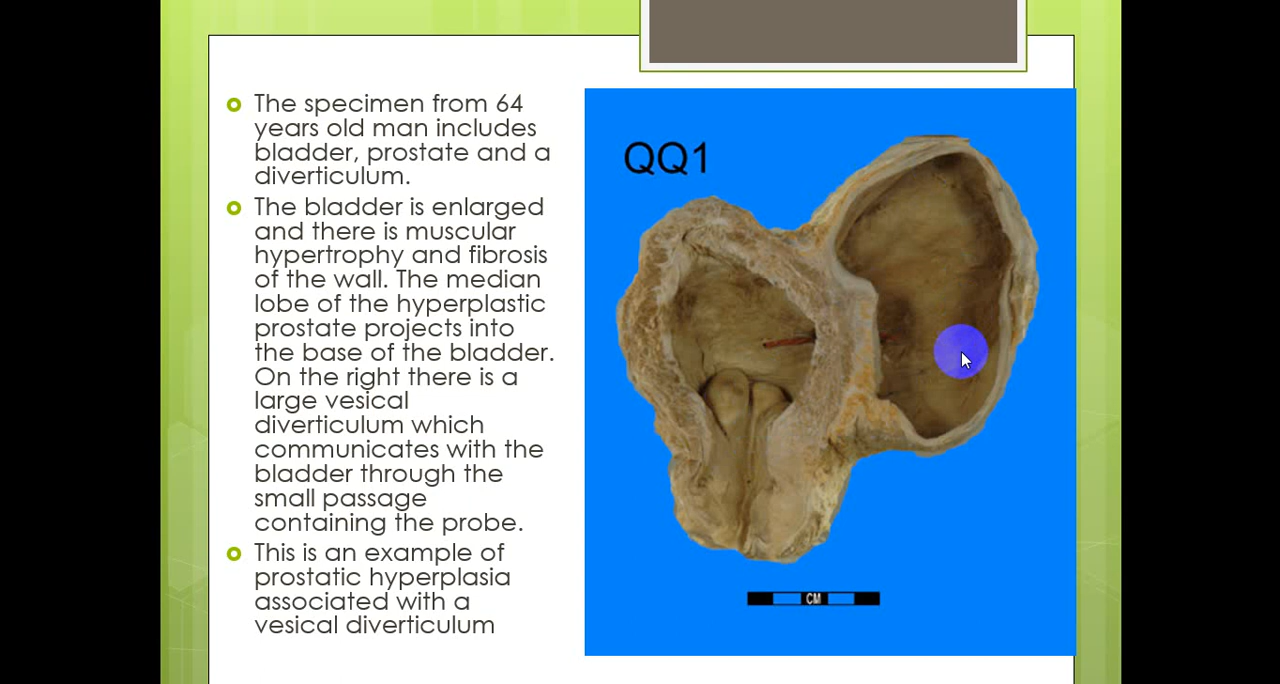 The specimen from 64
years old man includes
bladder, prostate and a
diverticulum.
The bladder is enlarged
and there is muscular
hypertrophy and fibrosis
of the wall. The median
lobe of the hyperplastic
prostate projects into
the base of the bladder.
On the right there is a
large vesical
diverticulum which
communicates with the
bladder through the
small passage
containing the probe.
This is an example of
prostatic hyperplasia
associated with a
vesical diverticulum
QQ1
CM